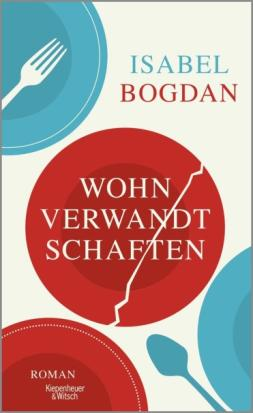 ISABEL
BOGDAN
WOHN
VERWANDT
SCHAFTEN
ROMAN
Kiepenheuer
&Witsch